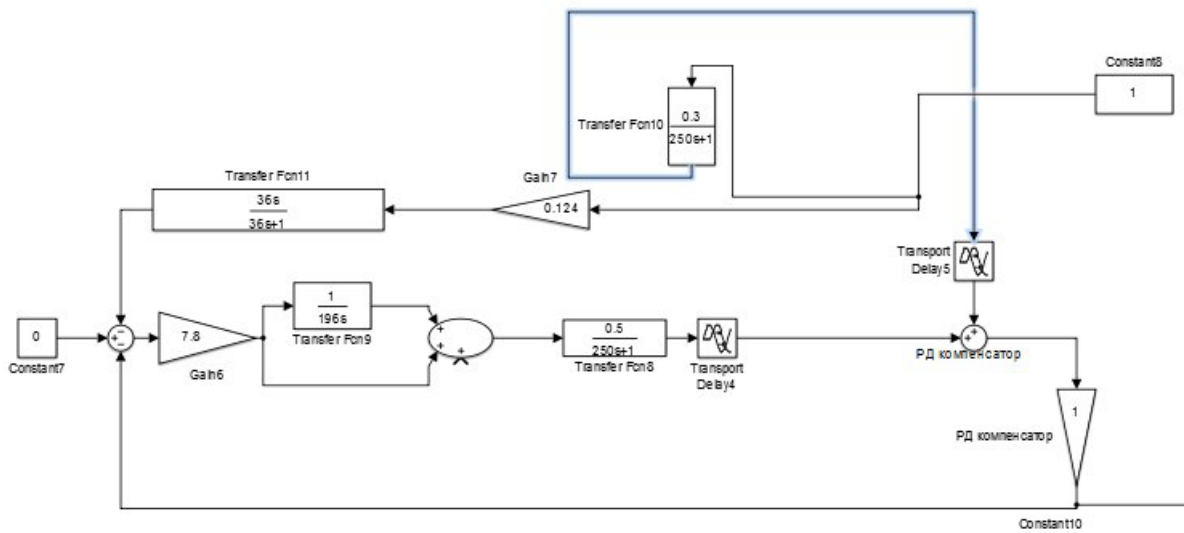 Constant8
1
0.3
250s+1
Transfer Fcn10
Transfer Fcn11
36s
36s+1
Gain7
0.124
Transport
Delay5
0
Constant7
7.8
Gain6
1
196s
Transfer Fcn9
0.5
250s+1
Transfer Fcn8
Transport
Delay4
РД компенсатор
1
РД компенсатор
Constant10